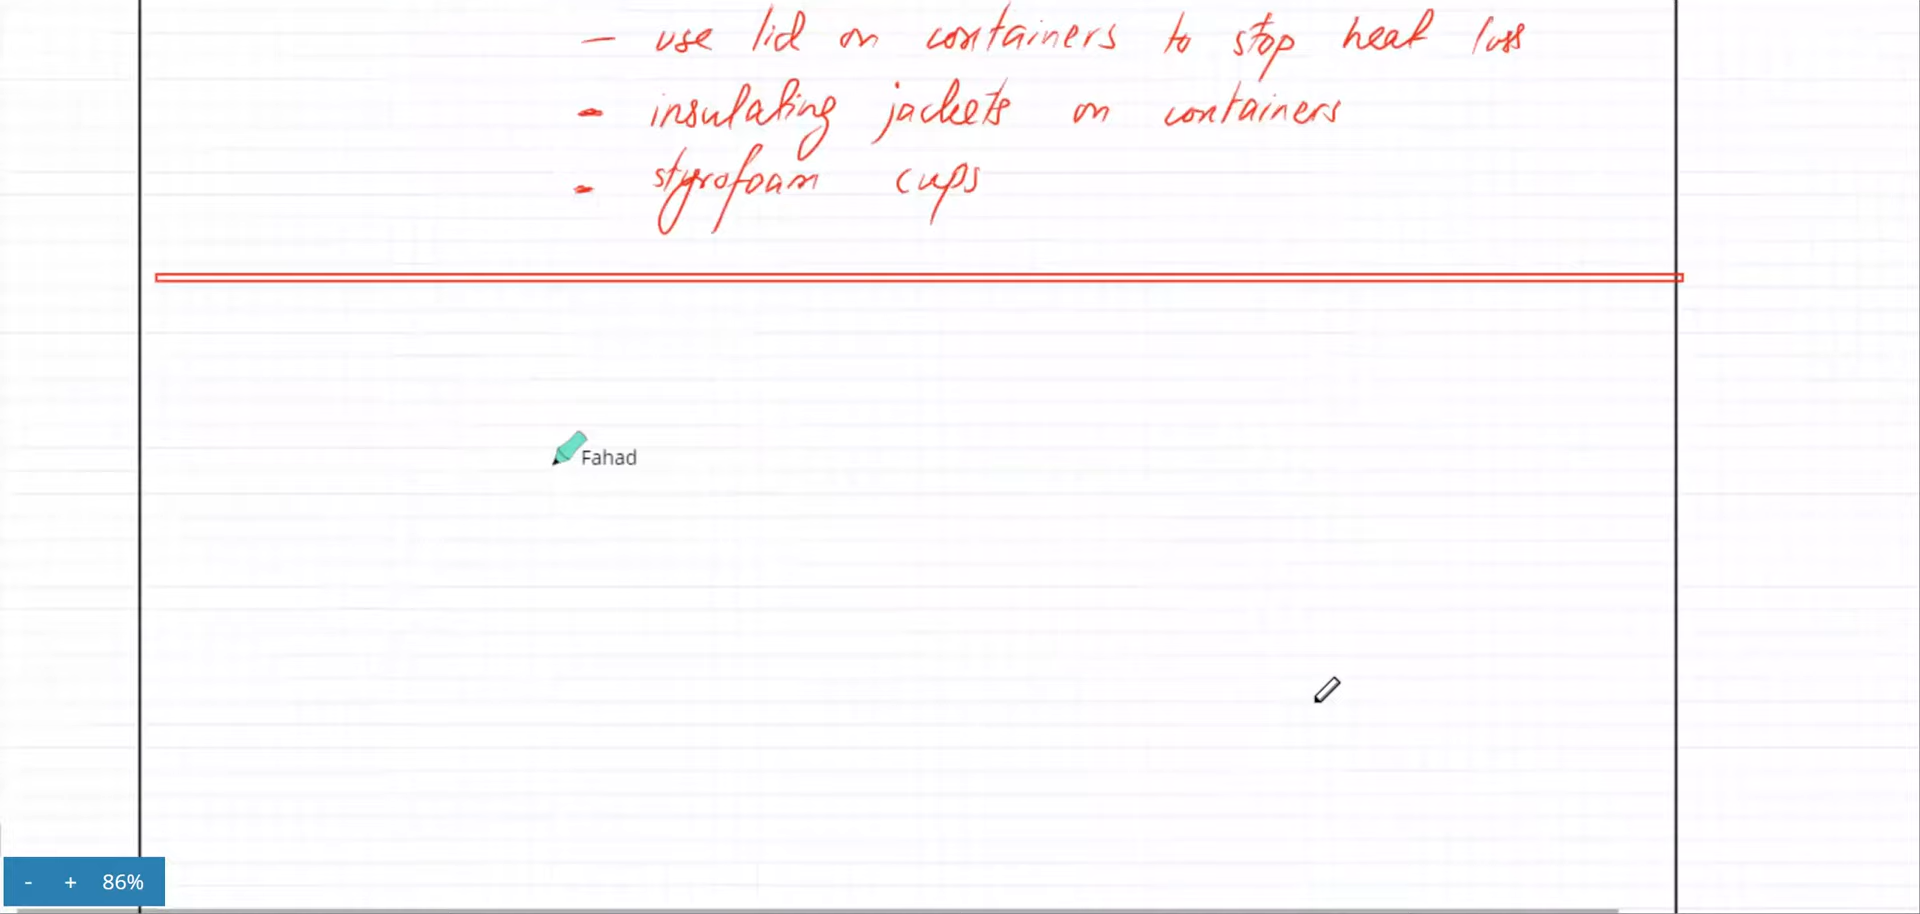 — use lid on containers to stop heat loss
- insulating jackets on containers
- styrofoam cups
Fahad
- + 86%